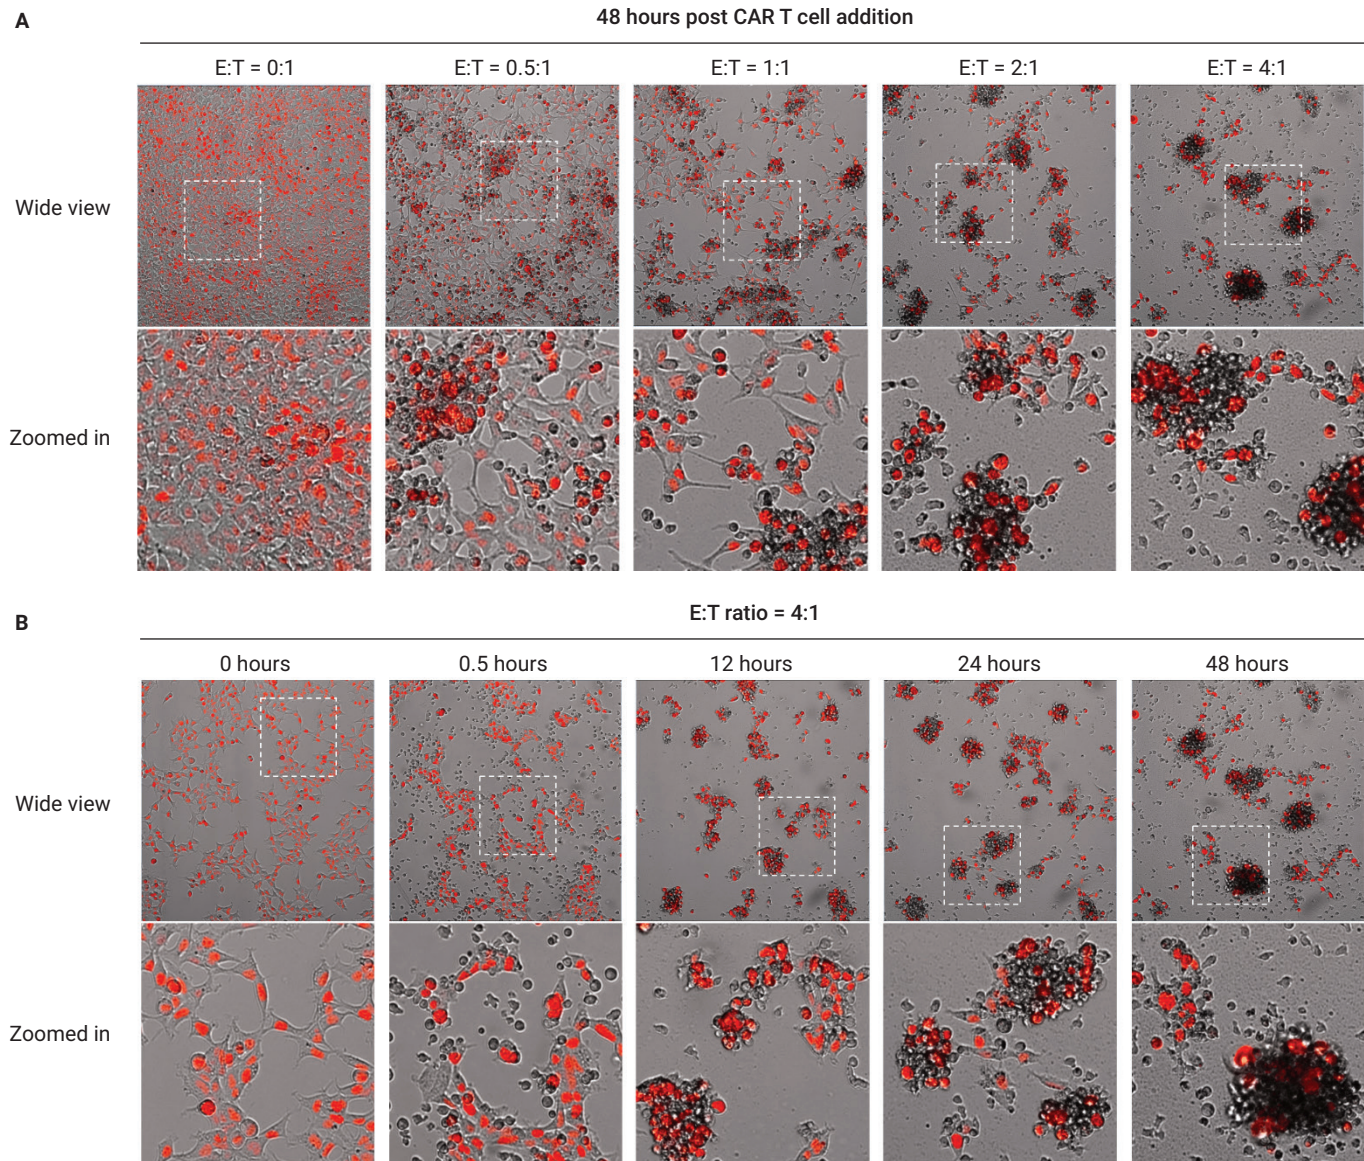 A
48 hours post CAR T cell addition
E:T = 0:1
E:T = 0.5:1
E:T = 1:1
E:T = 2:1
E:T = 4:1
Wide view
Zoomed in
B
E:T ratio = 4:1
0 hours
0.5 hours
12 hours
24 hours
48 hours
Wide view
Zoomed in